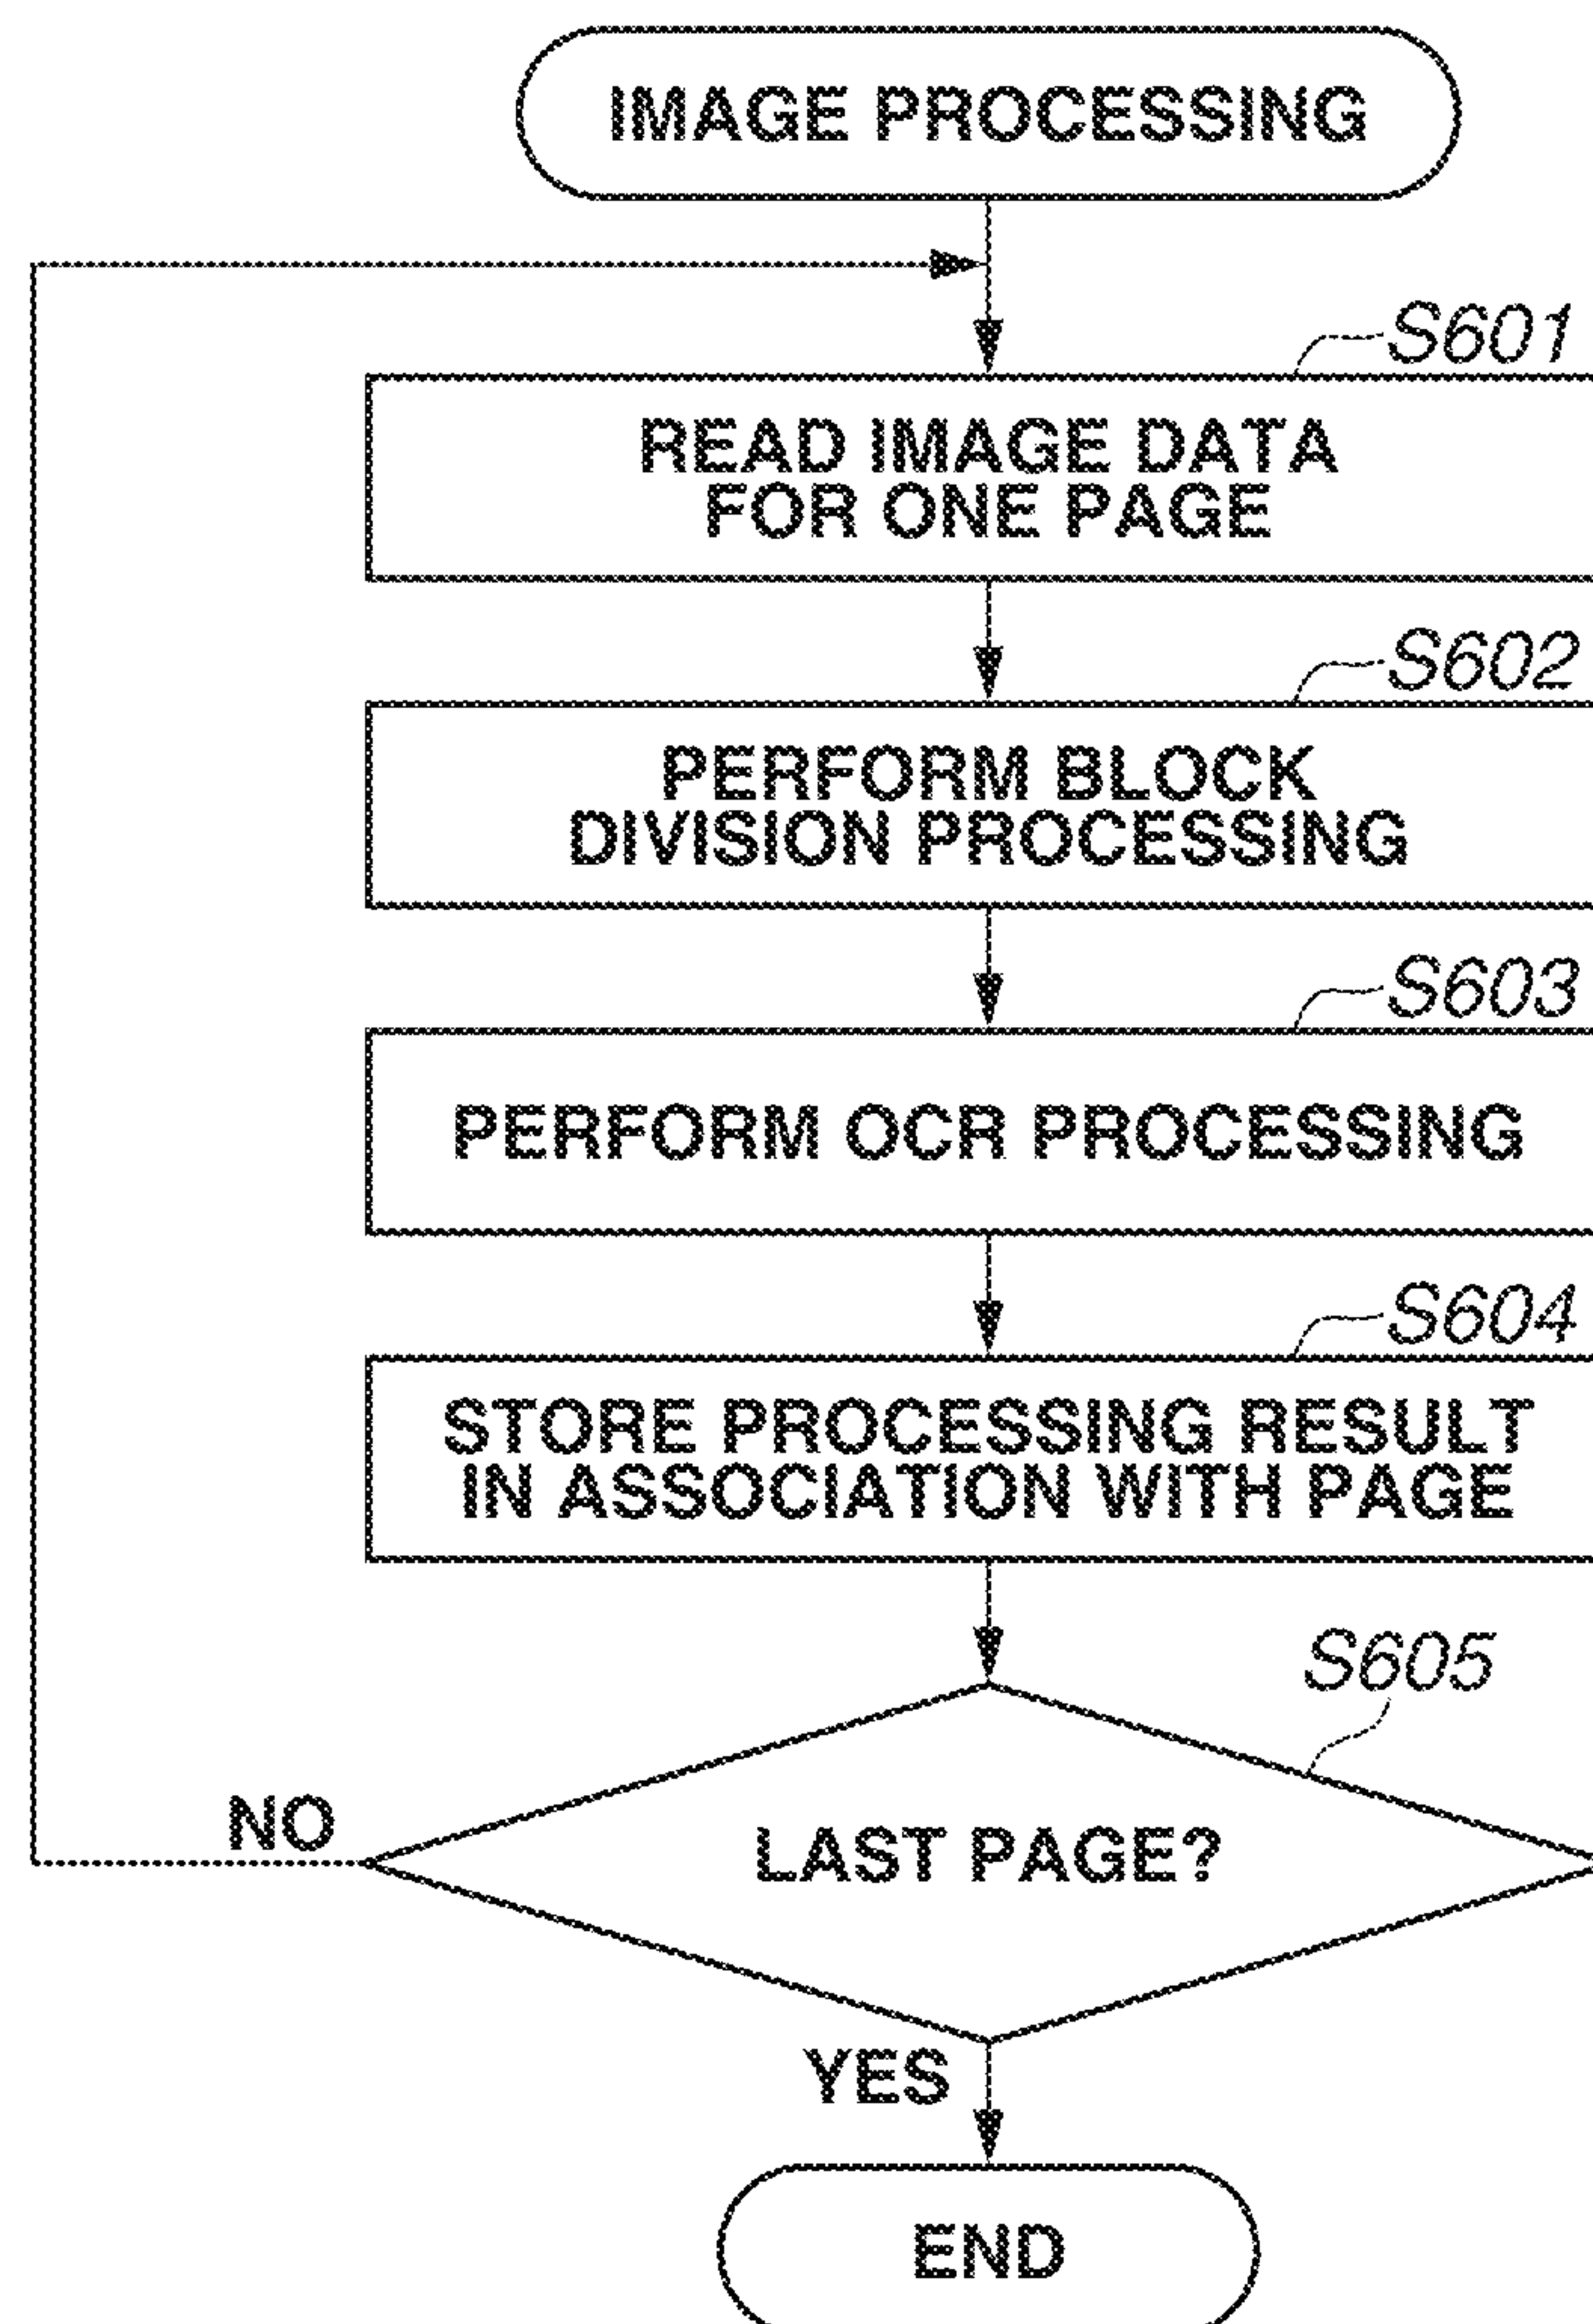 IMAGE PROCESSING
S601
READ IMAGE DATA
FOR ONE PAGE
S602
PERFORM BLOCK
DIVISION PROCESSING
S603
PERFORM OCR PROCESSING
S604
STORE PROCESSING RESULT
IN ASSOCIATION WITH PAGE
S605
NO
LAST PAGE?
YES
END